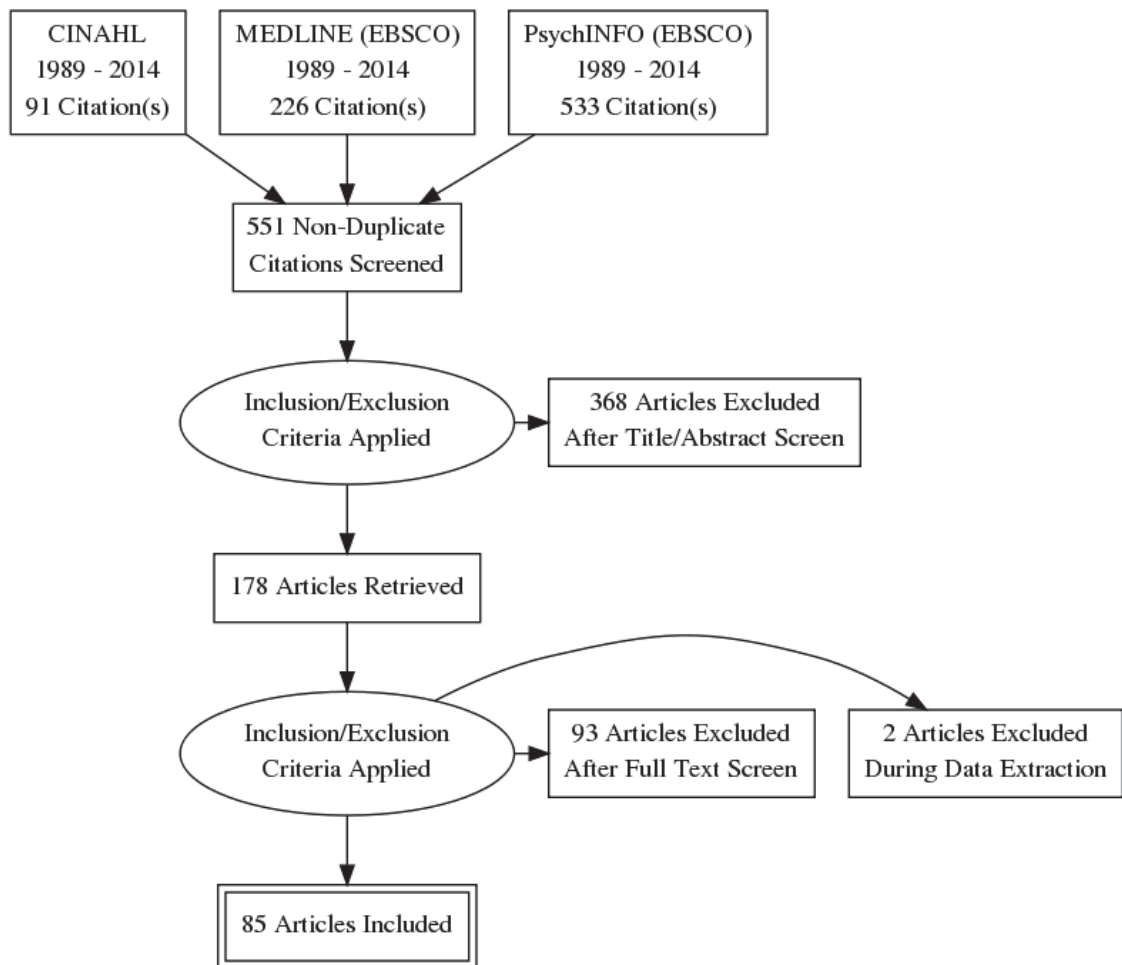 CINAHL
1989 - 2014
91 Citation(s)
MEDLINE (EBSCO)
1989 - 2014
226 Citation(s)
PsychINFO (EBSCO)
1989 - 2014
533 Citation(s)
551 Non-Duplicate
Citations Screened
Inclusion/Exclusion
Criteria Applied
368 Articles Excluded
After Title/Abstract Screen
178 Articles Retrieved
Inclusion/Exclusion
Criteria Applied
93 Articles Excluded
After Full Text Screen
2 Articles Excluded
During Data Extraction
85 Articles Included